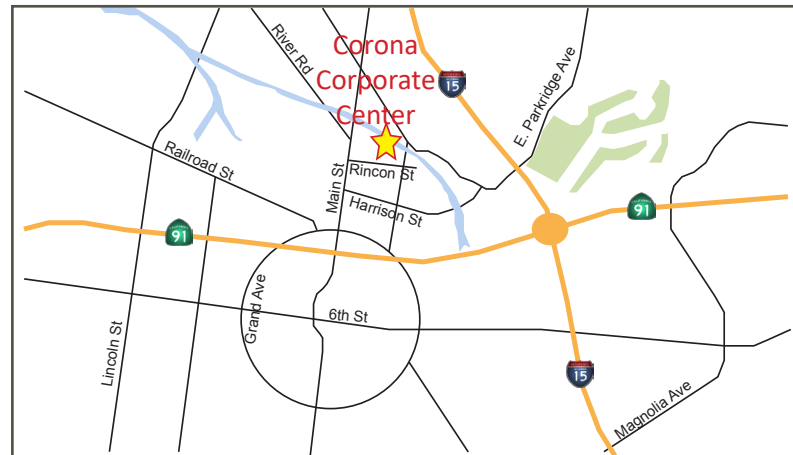 River Rd
Corona
Corporate
Center
15
E. Parkridge Ave
Railroad St
Main St
Rincon St
Harrison St
91
91
Grand Ave
6th St
Lincoln St
15
Magnolia Ave